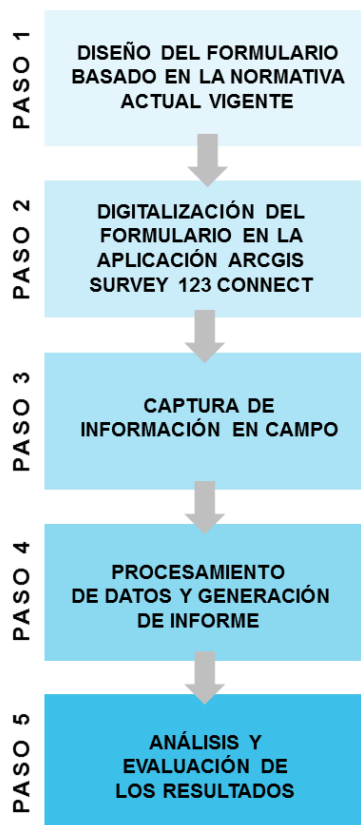 PASO 1
DISEÑO DEL FORMULARIO
BASADO EN LA NORMATIVA
ACTUAL VIGENTE
PASO 2
DIGITALIZACIÓN DEL
FORMULARIO EN LA
APLICACIÓN ARCGIS
SURVEY 123 CONNECT
PASO 3
CAPTURA DE
INFORMACIÓN EN CAMPO
PASO 4
PROCESAMIENTO
DE DATOS Y GENERACIÓN
DE INFORME
PASO 5
ANÁLISIS Y
EVALUACIÓN DE
LOS RESULTADOS